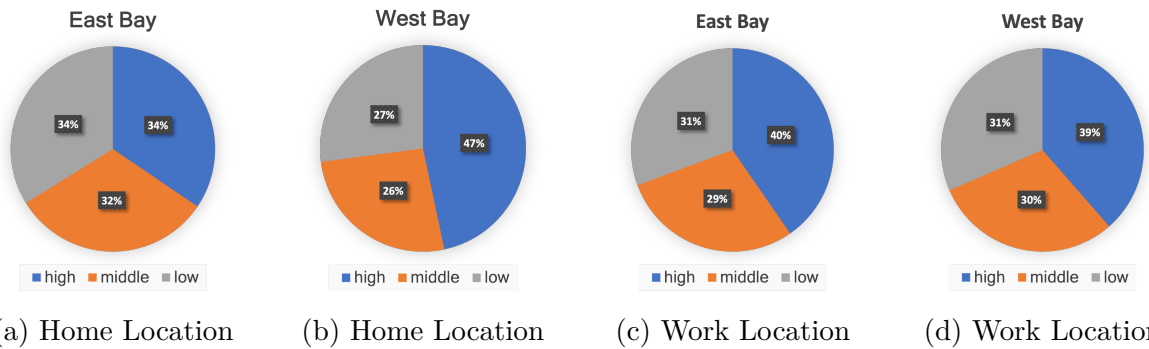 East Bay
34%
34%
32%
high middle low
(a) Home Location
West Bay
27%
47%
26%
high middle low
(b) Home Location
East Bay
31%
40%
29%
high middle low
(c) Work Location
West Bay
31%
39%
30%
high middle low
(d) Work Location